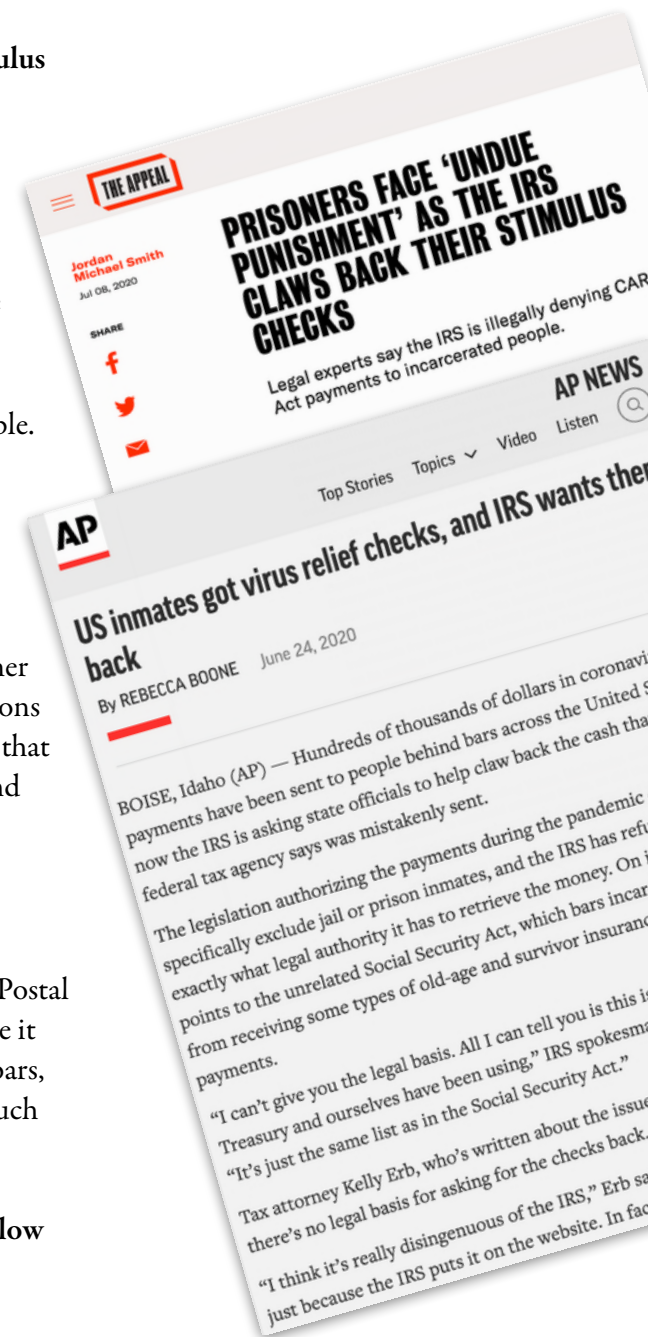 ulus
ble.
ner
ons
that
nd
Postal
e it
bars,
uch
low
THE APPEAL
Jordan
Michael Smith
Jul 08, 2020
SHARE
PRISONERS FACE ‘UNDUE
PUNISHMENT’ AS THE IRS
CLAWS BACK THEIR STIMULUS
CHECKS
Legal experts say the IRS is illegally denying CAR
Act payments to incarcerated people.
AP NEWS
Top Stories Topics Video Listen
AP
US inmates got virus relief checks, and IRS wants them
back
By REBECCA BOONE June 24, 2020
BOISE, Idaho (AP) — Hundreds of thousands of dollars in coronavi
payments have been sent to people behind bars across the United S
now the IRS is asking state officials to help claw back the cash tha
federal tax agency says was mistakenly sent.
The legislation authorizing the payments during the pandemic
specifically exclude jail or prison inmates, and the IRS has refu
exactly what legal authority it has to retrieve the money. On i
points to the unrelated Social Security Act, which bars incar
from receiving some types of old-age and survivor insuranc
payments.
“I can’t give you the legal basis. All I can tell you is this is
Treasury and ourselves have been using,” IRS spokesma
“It’s just the same list as in the Social Security Act.”
Tax attorney Kelly Erb, who’s written about the issue
there’s no legal basis for asking for the checks back.
“I think it’s really disingenuous of the IRS,” Erb sa
just because the IRS puts it on the website. In fac